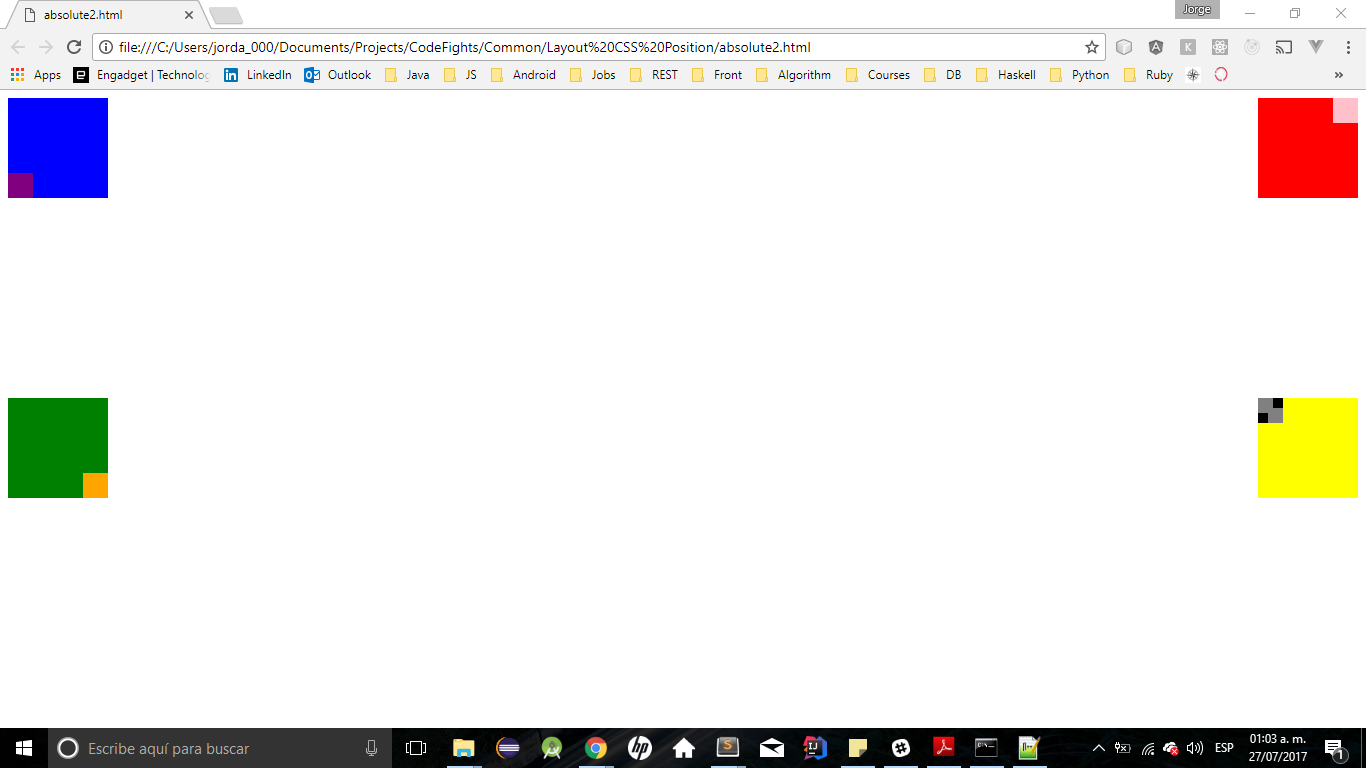 absolute2.html
Jorge
file:///C:/Users/jorda_000/Documents/Projects/CodeFights/Common/Layout%20CSS%20Position/absolute2.html
Apps Engadget | Technolog LinkedIn Outlook Java JS Android Jobs REST Front Algorithm Courses DB Haskell Python Ruby »
Escribe aquí para buscar
ESP
01:03 a. m.
27/07/2017
1